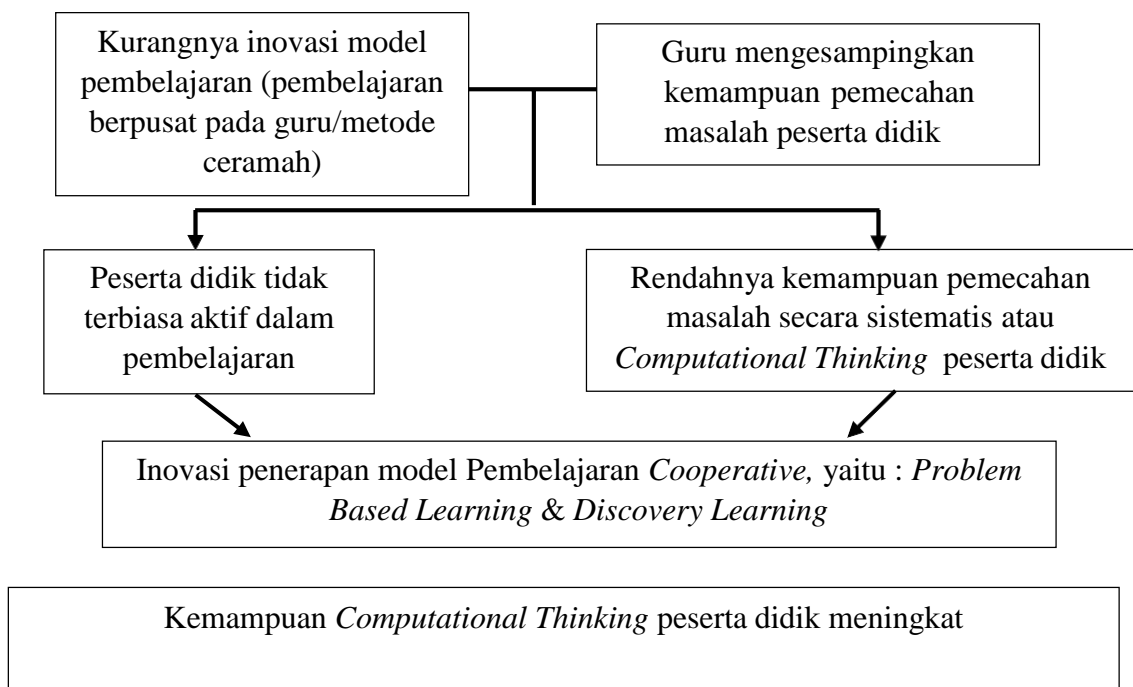 Kurangnya inovasi model
pembelajaran (pembelajaran
berpusat pada guru/metode
ceramah)
Guru mengesampingkan
kemampuan pemecahan
masalah peserta didik
Peserta didik tidak
terbiasa aktif dalam
pembelajaran
Rendahnya kemampuan pemecahan
masalah secara sistematis atau
Computational Thinking peserta didik
Inovasi penerapan model Pembelajaran Cooperative, yaitu : Problem
Based Learning & Discovery Learning
Kemampuan Computational Thinking peserta didik meningkat